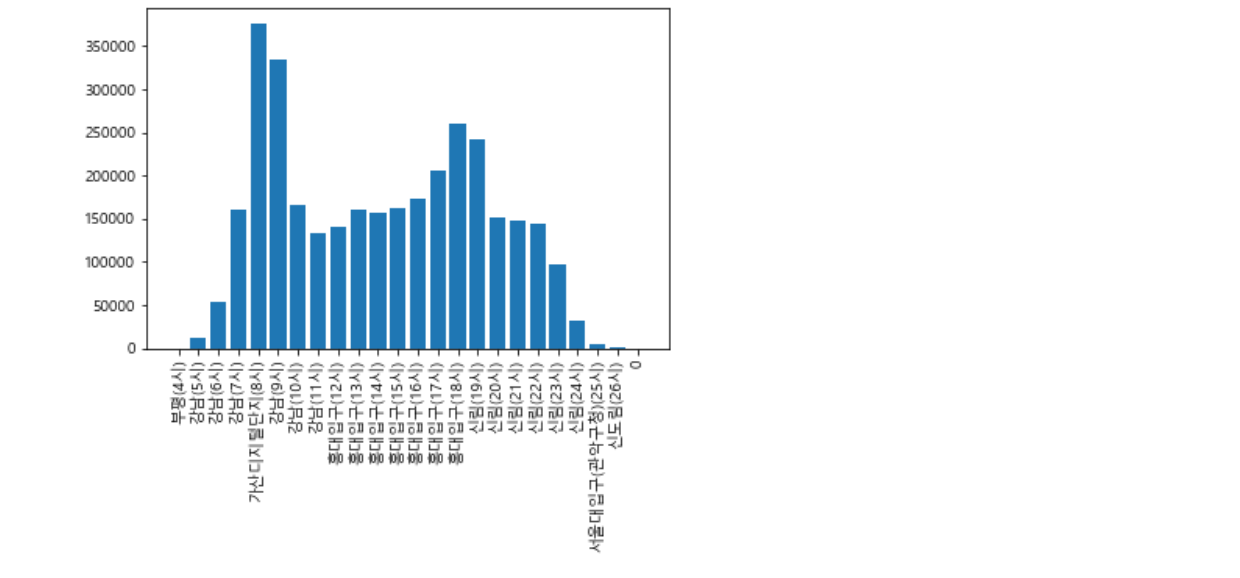 350000
300000
250000
200000
150000
100000
50000
0
부평(4시)
강남(5시)
강남(6시)
강남(7시)
가산디지털단지(8시)
강남(9시)
강남(10시)
강남(11시)
홍대입구(12시)
홍대입구(13시)
홍대입구(14시)
홍대입구(15시)
홍대입구(16시)
홍대입구(17시)
홍대입구(18시)
신림(19시)
신림(20시)
신림(21시)
신림(22시)
신림(23시)
신림(24시)
서울대입구(관악구청)(25시)
신도림(26시)
0